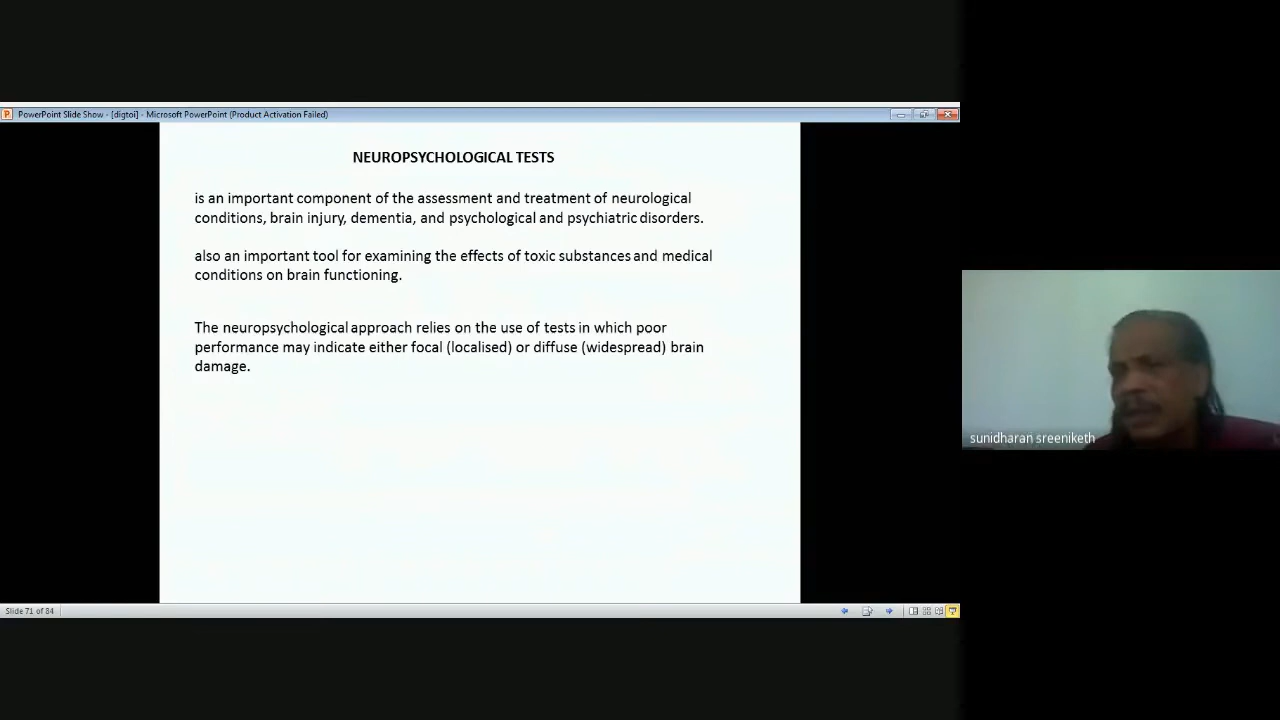 PowerPoint Slide Show - [digtoi] - Microsoft PowerPoint (Product Activation Failed)
NEUROPSYCHOLOGICAL TESTS
is an important component of the assessment and treatment of neurological
conditions, brain injury, dementia, and psychological and psychiatric disorders.
also an important tool for examining the effects of toxic substances and medical
conditions on brain functioning.
The neuropsychological approach relies on the use of tests in which poor
performance may indicate either focal (localised) or diffuse (widespread) brain
damage.
sunidharan sreeniketh
Slide 71 of 84